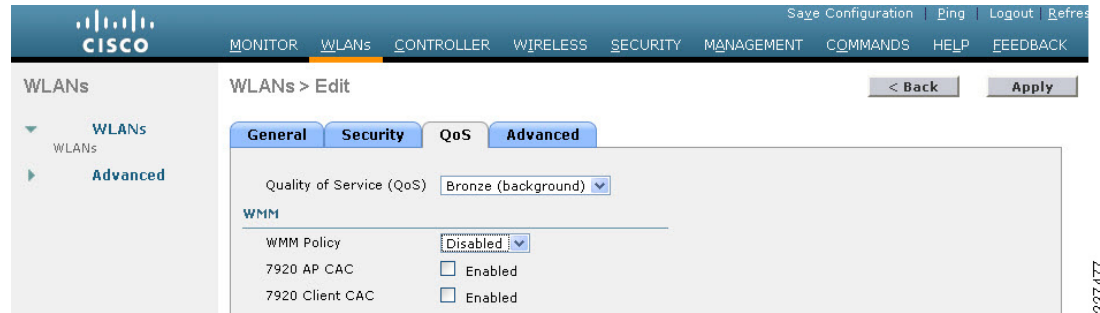 Save Configuration | Ping | Logout | Refres
CISCO
MONITOR WLANs CONTROLLER WIRELESS SECURITY MANAGEMENT COMMANDS HELP FEEDBACK
WLANs
WLANs > Edit
< Back
Apply
WLANs
WLANs
Advanced
General Security QoS Advanced
Quality of Service (QoS) Bronze (background)
WMM
WMM Policy Disabled
7920 AP CAC Enabled
7920 Client CAC Enabled